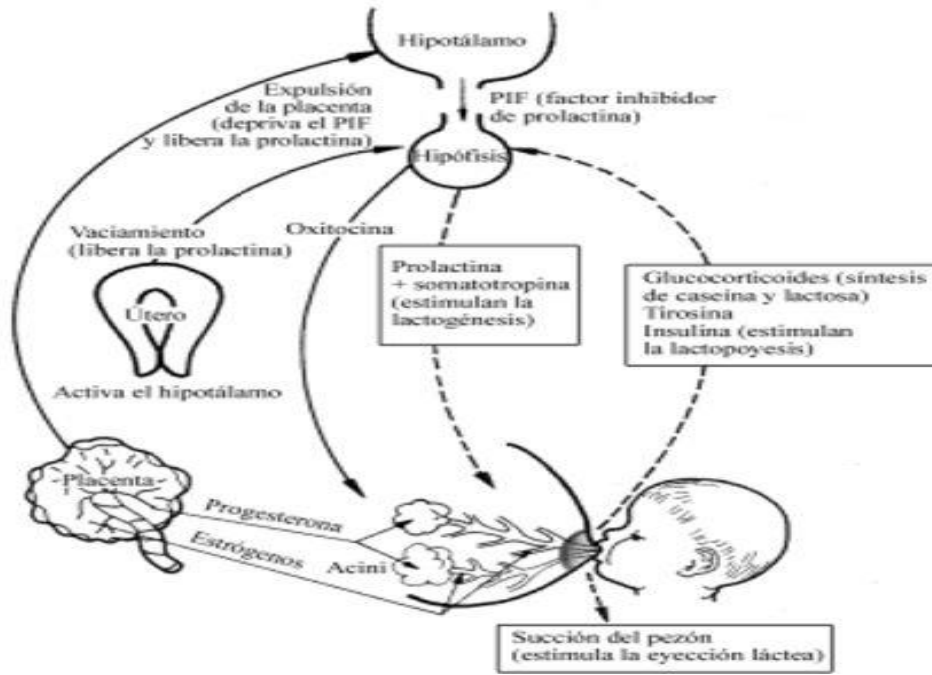 Hipotálamo
Expulsión
de la placenta
(depriva el PIF
y libera la prolactina)
PIF (factor inhibidor
de prolactina)
Hipófisis
Vaciamiento
(libera la prolactina)
Oxitocina
Prolactina
+ somatotropina
(estimulan la
lactogénesis)
Glucocorticoides (síntesis
de caseína y lactosa)
Tirosina
Insulina (estimulan
la lactopoyesis)
Útero
Activa el hipotálamo
Placenta
Progesterona
Estrógenos
Acini
Succión del pezón
(estimula la eyección láctea)